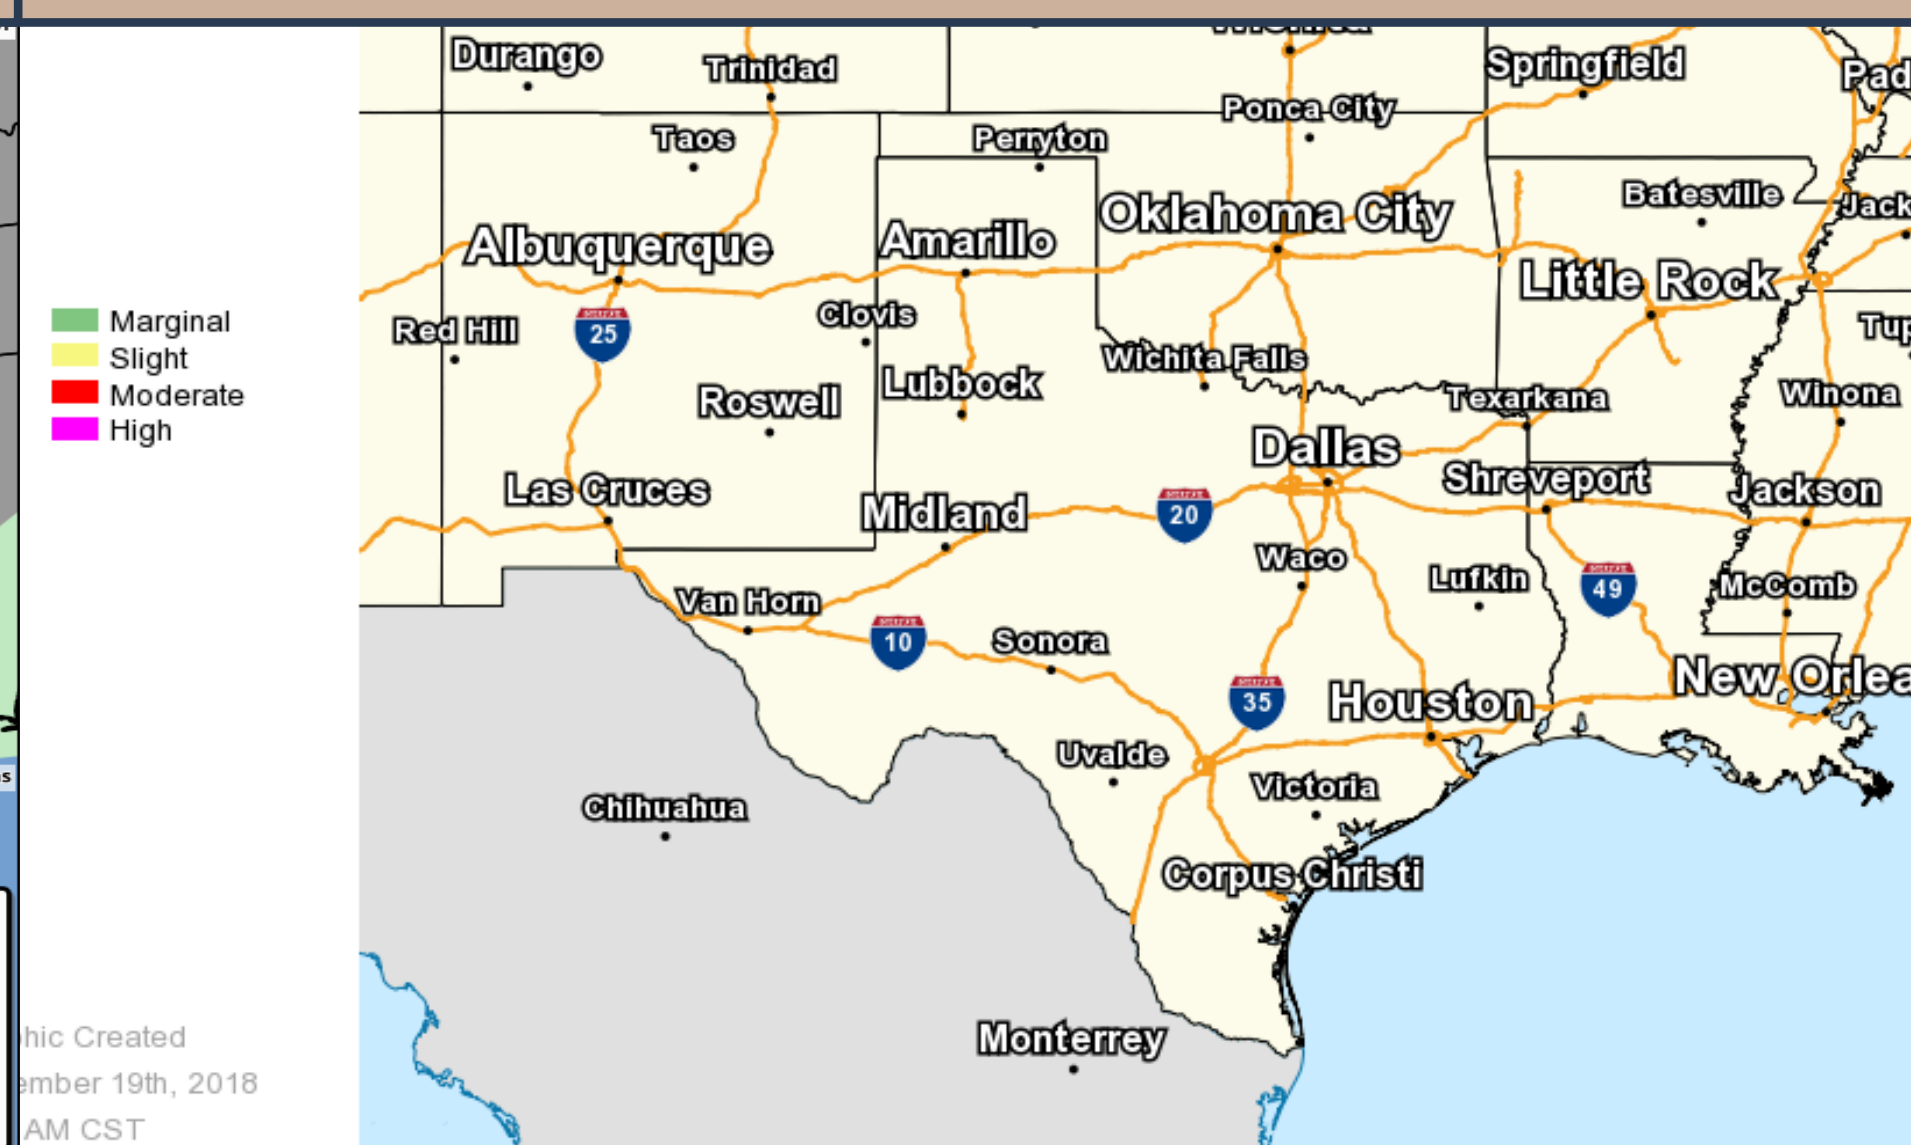 Durango
Trinidad
Wichita
Springfield
Ponca City
Taos
Perryton
Batesville
Oklahoma City
Albuquerque
Amarillo
Little Rock
Marginal
Slight
Moderate
High
Red Hill
25
Clovis
Wichita Falls
Lubbock
Roswell
Texarkana
Winona
Dallas
Shreveport
Las Cruces
Midland
20
Jackson
Waco
Lufkin
49
McComb
Van Horn
10
Sonora
35
Houston
New Orlea
Uvalde
Victoria
Chihuahua
Corpus Christi
Monterrey
hic Created
ember 19th, 2018
AM CST